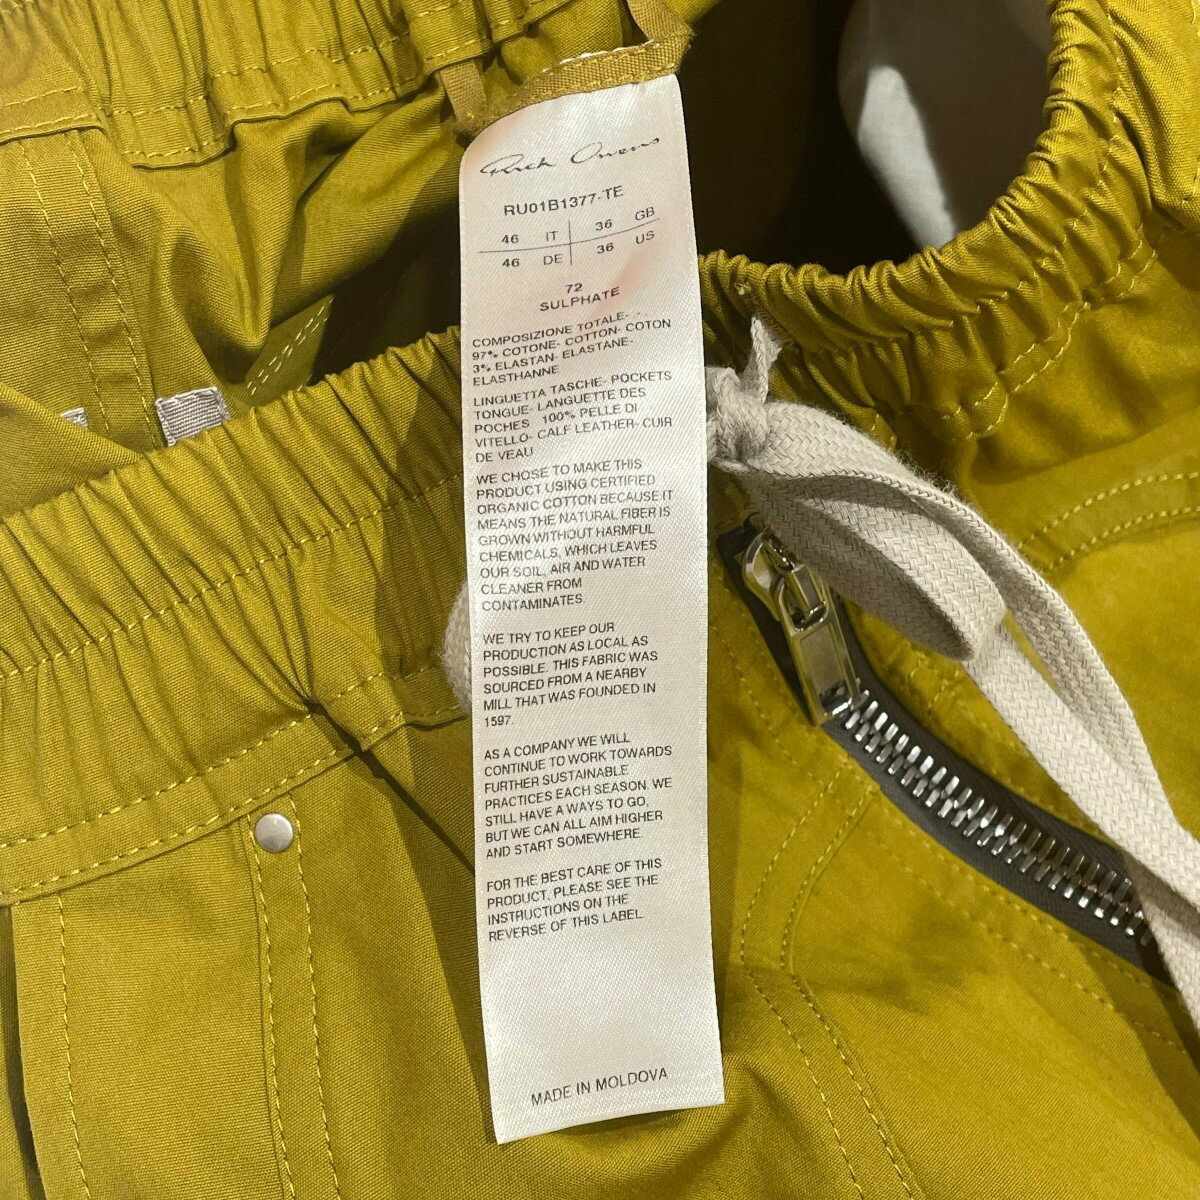 Rick Owens
RU01B1377-TE
46 IT 36 GB
46 DE 36 US
72
SULPHATE
COMPOSIZIONE TOTALE- -
97% COTONE- COTTON- COTON
3% ELASTAN- ELASTANE-
ELASTHANNE
LINGUETTA TASCHE- POCKETS
TONGUE- LANGUETTE DES
POCHES 100% PELLE DI
VITELLO- CALF LEATHER- CUIR
DE VEAU
WE CHOSE TO MAKE THIS
PRODUCT USING CERTIFIED
ORGANIC COTTON BECAUSE IT
MEANS THE NATURAL FIBER IS
GROWN WITHOUT HARMFUL
CHEMICALS, WHICH LEAVES
OUR SOIL, AIR AND WATER
CLEANER FROM
CONTAMINATES.
WE TRY TO KEEP OUR
PRODUCTION AS LOCAL AS
POSSIBLE. THIS FABRIC WAS
SOURCED FROM A NEARBY
MILL THAT WAS FOUNDED IN
1597.
AS A COMPANY WE WILL
CONTINUE TO WORK TOWARDS
FURTHER SUSTAINABLE
PRACTICES EACH SEASON. WE
STILL HAVE A WAYS TO GO,
BUT WE CAN ALL AIM HIGHER
AND START SOMEWHERE.
FOR THE BEST CARE OF THIS
PRODUCT, PLEASE SEE THE
INSTRUCTIONS ON THE
REVERSE OF THIS LABEL.
MADE IN MOLDOVA